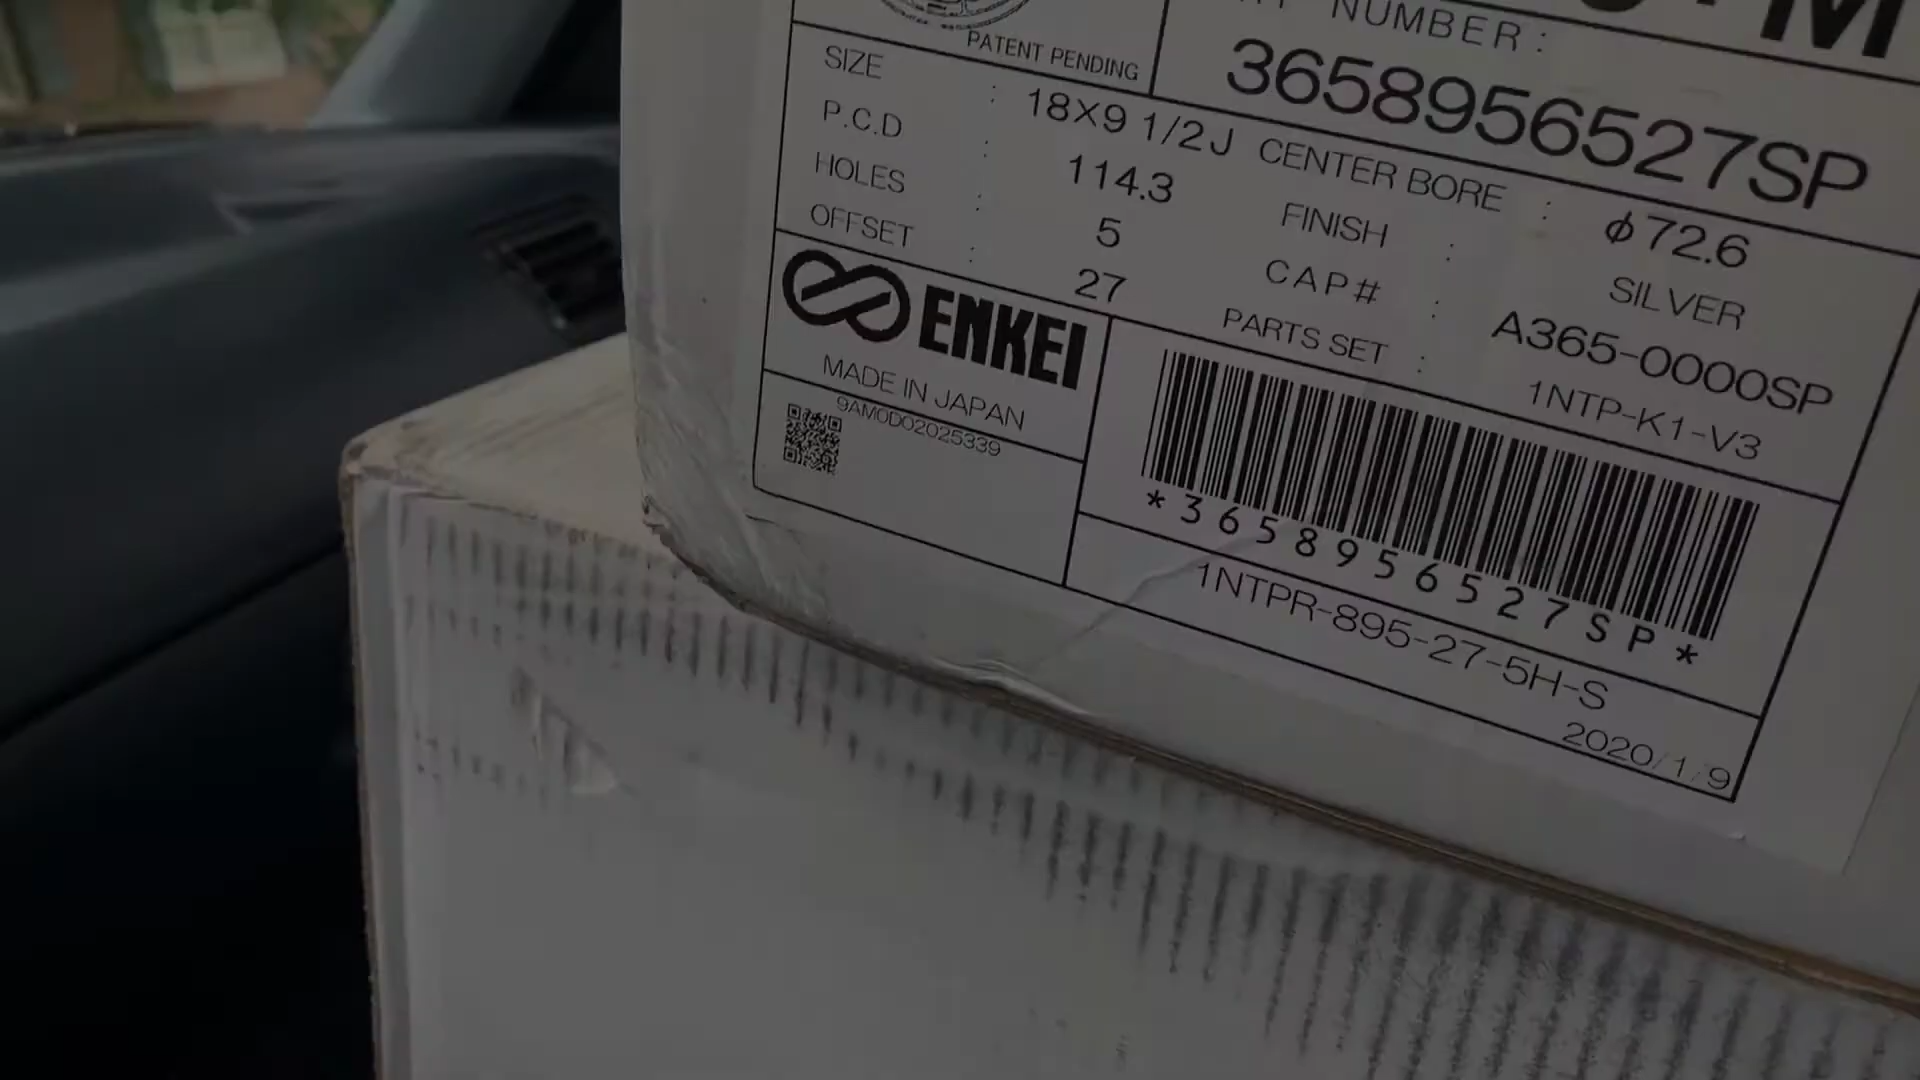 PATENT PENDING
NUMBER:
3658956527SP
SIZE : 18X9 1/2J
P.C.D : 114.3
HOLES : 5
OFFSET : 27
CENTER BORE : φ72.6
FINISH : SILVER
CAP# : A365-0000SP
PARTS SET : 1NTP-K1-V3
ENKEI
MADE IN JAPAN
9AM0D02025339
*3658956527SP*
1NTPR-895-27-5H-S
2020/1/9